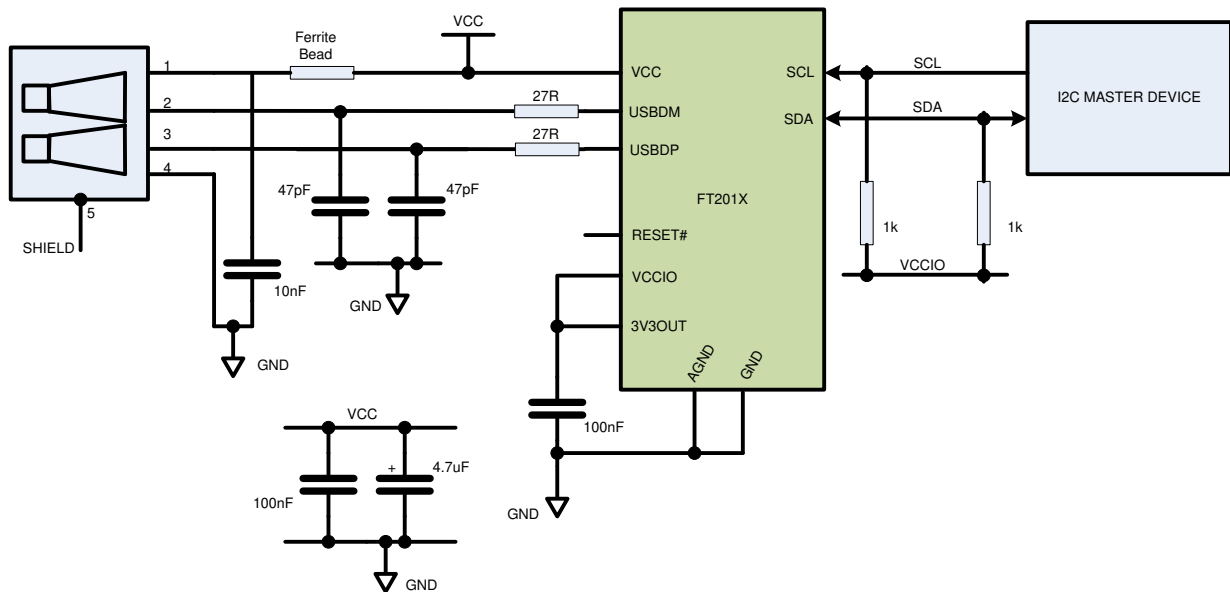 VCC
Ferrite
Bead
1
2
3
4
5
SHIELD
27R
27R
47pF
47pF
10nF
GND
GND
VCC
USBDM
USBDP
RESET#
VCCIO
3V3OUT
FT201X
SCL
SDA
AGND
GND
SCL
SDA
I2C MASTER DEVICE
1k
1k
VCCIO
100nF
GND
VCC
100nF
+
4.7uF
GND